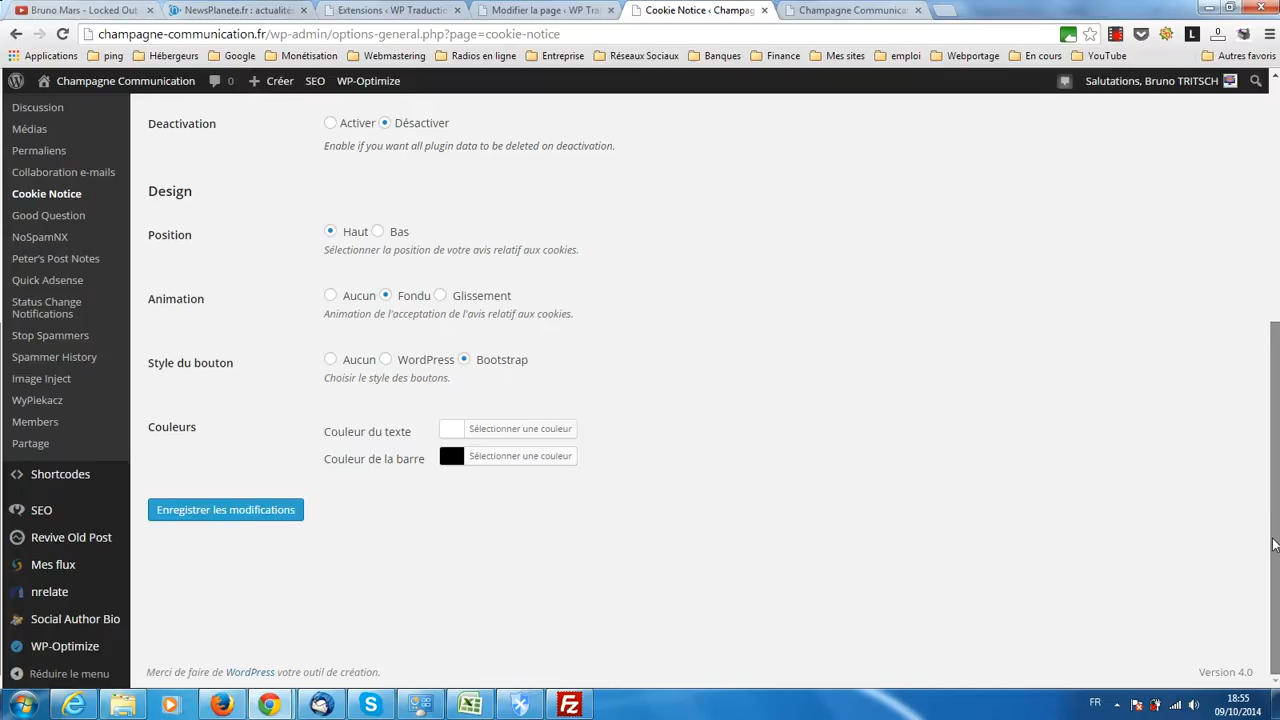 Bruno Mars - Locked Out
NewsPlanete.fr : actualités
Extensions ‹ WP Traductio
Modifier la page ‹ WP Tra
Cookie Notice ‹ Champag
Champagne Communicat
champagne-communication.fr/wp-admin/options-general.php?page=cookie-notice
Applications ping Hébergeurs Google Monétisation Webmastering Radios en ligne Entreprise Réseaux Sociaux Banques Finance Mes sites emploi Webportage En cours YouTube Autres favoris
Champagne Communication 0 Créer SEO WP-Optimize Salutations, Bruno TRITSCH
Discussion
Médias
Permaliens
Collaboration e-mails
Cookie Notice
Good Question
NoSpamNX
Peter's Post Notes
Quick Adsense
Status Change
Notifications
Stop Spammers
Spammer History
Image Inject
WyPiekacz
Members
Partage
Shortcodes
SEO
Revive Old Post
Mes flux
nrelate
Social Author Bio
WP-Optimize
Réduire le menu
Deactivation Activer Désactiver
Enable if you want all plugin data to be deleted on deactivation.
Design
Position Haut Bas
Sélectionner la position de votre avis relatif aux cookies.
Animation Aucun Fondu Glissement
Animation de l'acceptation de l'avis relatif aux cookies.
Style du bouton Aucun WordPress Bootstrap
Choisir le style des boutons.
Couleurs Couleur du texte Sélectionner une couleur
Couleur de la barre Sélectionner une couleur
Enregistrer les modifications
Merci de faire de WordPress votre outil de création. Version 4.0
FR 18:55
09/10/2014